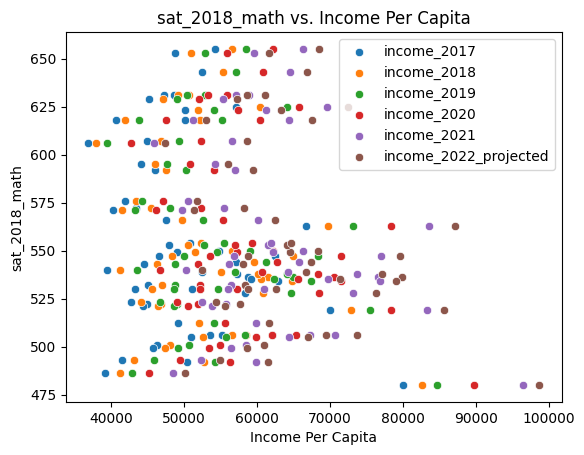 sat_2018_math vs. Income Per Capita
650
625
600
575
550
525
500
475
sat_2018_math
income_2017
income_2018
income_2019
income_2020
income_2021
income_2022_projected
40000 50000 60000 70000 80000 90000 100000
Income Per Capita